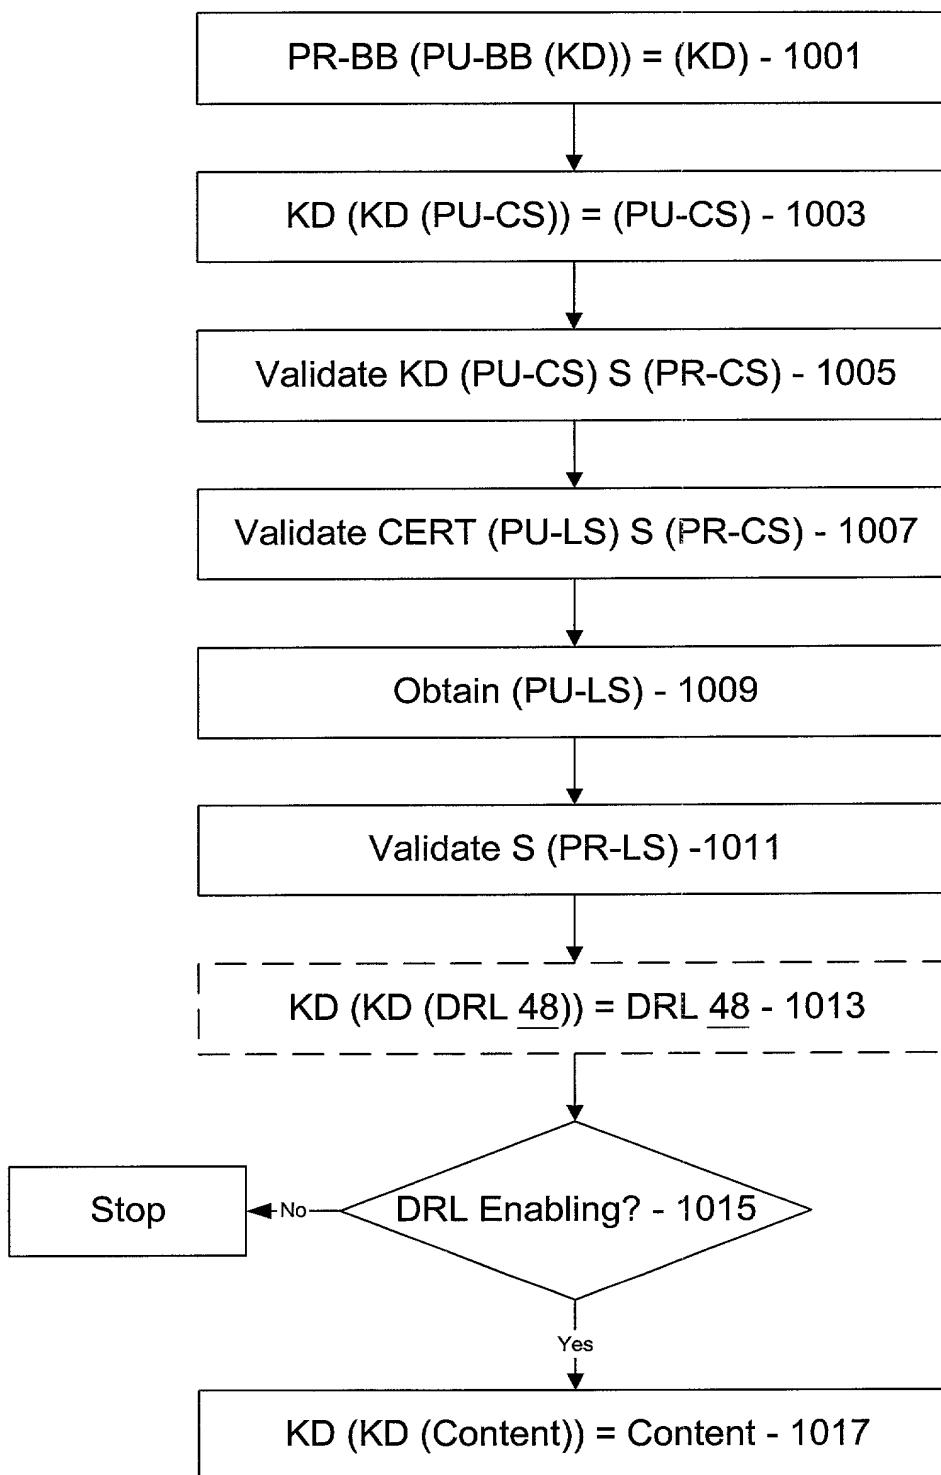 PR-BB (PU-BB (KD)) = (KD) - 1001
KD (KD (PU-CS)) = (PU-CS) - 1003
Validate KD (PU-CS) S (PR-CS) - 1005
Validate CERT (PU-LS) S (PR-CS) - 1007
Obtain (PU-LS) - 1009
Validate S (PR-LS) -1011
KD (KD (DRL 48)) = DRL 48 - 1013
DRL Enabling? - 1015
No
Stop
Yes
KD (KD (Content)) = Content - 1017